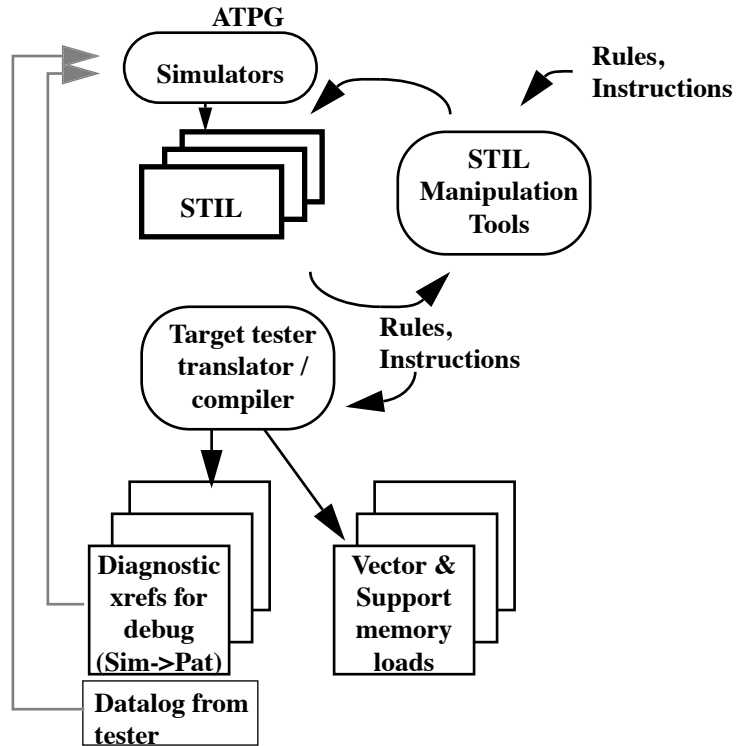 ATPG
Simulators
Rules,
Instructions
STIL
Manipulation
Tools
STIL
Rules,
Instructions
Target tester
translator /
compiler
Diagnostic
xrefs for
debug
(Sim->Pat)
Vector &
Support
memory
loads
Datalog from
tester